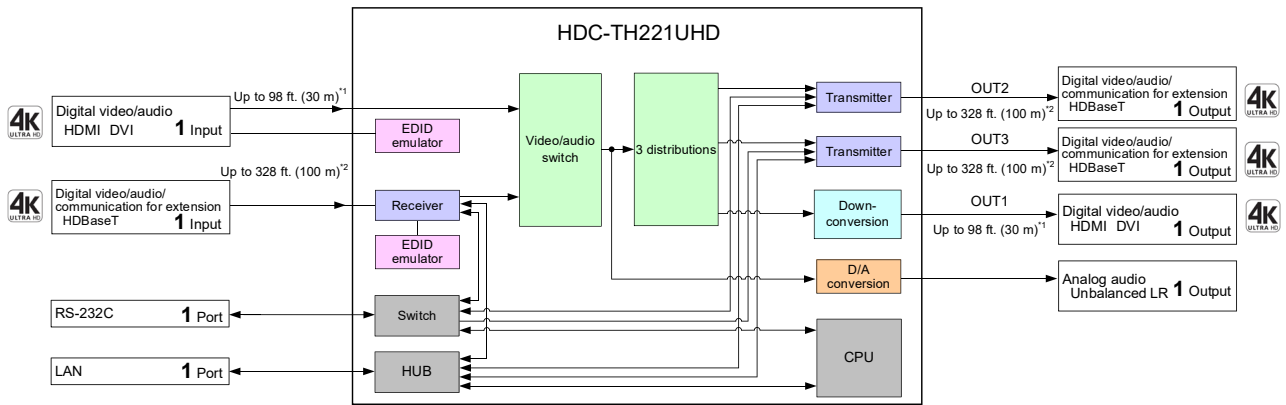 HDC-TH221UHD
4K
ULTRA HD
Digital video/audio
HDMI DVI 1 Input
Up to 98 ft. (30 m)*1
EDID
emulator
4K
ULTRA HD
Digital video/audio/
communication for extension
HDBaseT 1 Input
Up to 328 ft. (100 m)*2
Receiver
EDID
emulator
RS-232C 1 Port
Switch
LAN 1 Port
HUB
Video/audio
switch
3 distributions
Transmitter
OUT2
Up to 328 ft. (100 m)*2
Digital video/audio/
communication for extension
HDBaseT 1 Output
4K
ULTRA HD
Transmitter
OUT3
Up to 328 ft. (100 m)*2
Digital video/audio/
communication for extension
HDBaseT 1 Output
4K
ULTRA HD
Down-
conversion
OUT1
Up to 98 ft. (30 m)*1
Digital video/audio
HDMI DVI 1 Output
4K
ULTRA HD
D/A
conversion
Analog audio
Unbalanced LR 1 Output
CPU